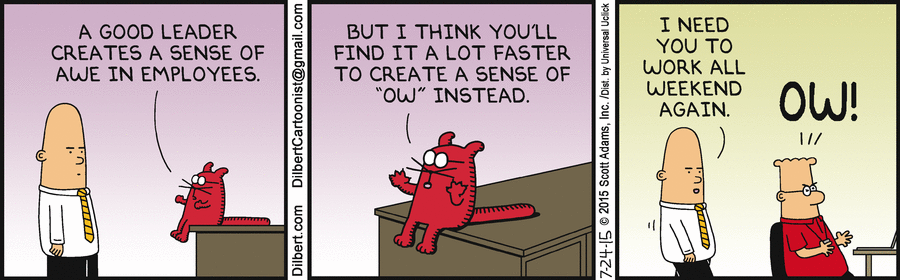 A GOOD LEADER
CREATES A SENSE OF
AWE IN EMPLOYEES.
Dilbert.com DilbertCartoonist@gmail.com
BUT I THINK YOU'LL
FIND IT A LOT FASTER
TO CREATE A SENSE OF
"OW" INSTEAD.
7-24-15 © 2015 Scott Adams, Inc. /Dist. by Universal Uclick
I NEED
YOU TO
WORK ALL
WEEKEND
AGAIN.
OW!